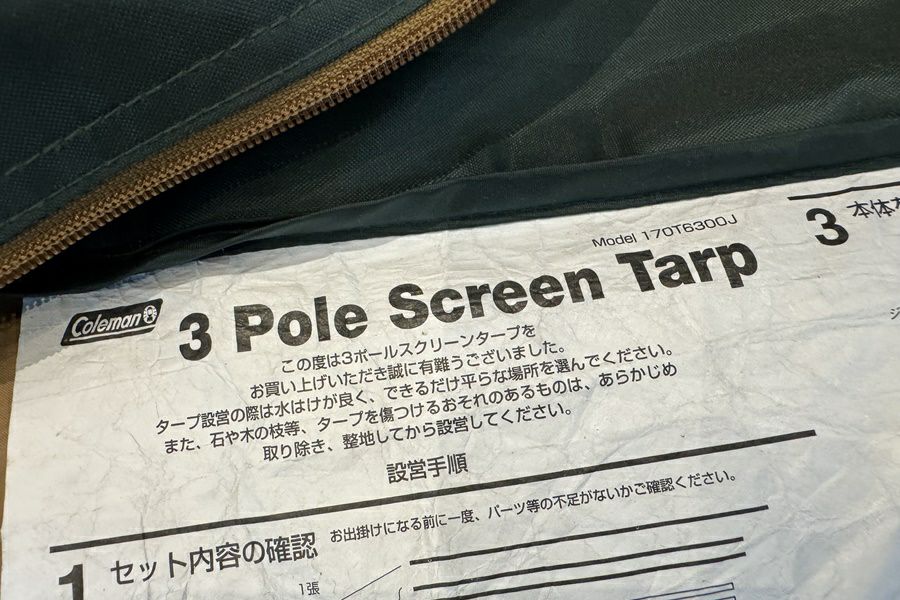 Model 170T6300J
Coleman
3 Pole Screen Tarp
この度は3ポールスクリーンタープを
お買い上げいただき誠に有難うございました。
タープ設営の際は水はけが良く、できるだけ平らな場所を選んでください。
また、石や木の枝等、タープを傷つけるおそれのあるものは、あらかじめ
取り除き、整地してから設営してください。
設営手順
1 セット内容の確認 お出掛けになる前に一度、パーツ等の不足がないかご確認ください。
1張
3 本体